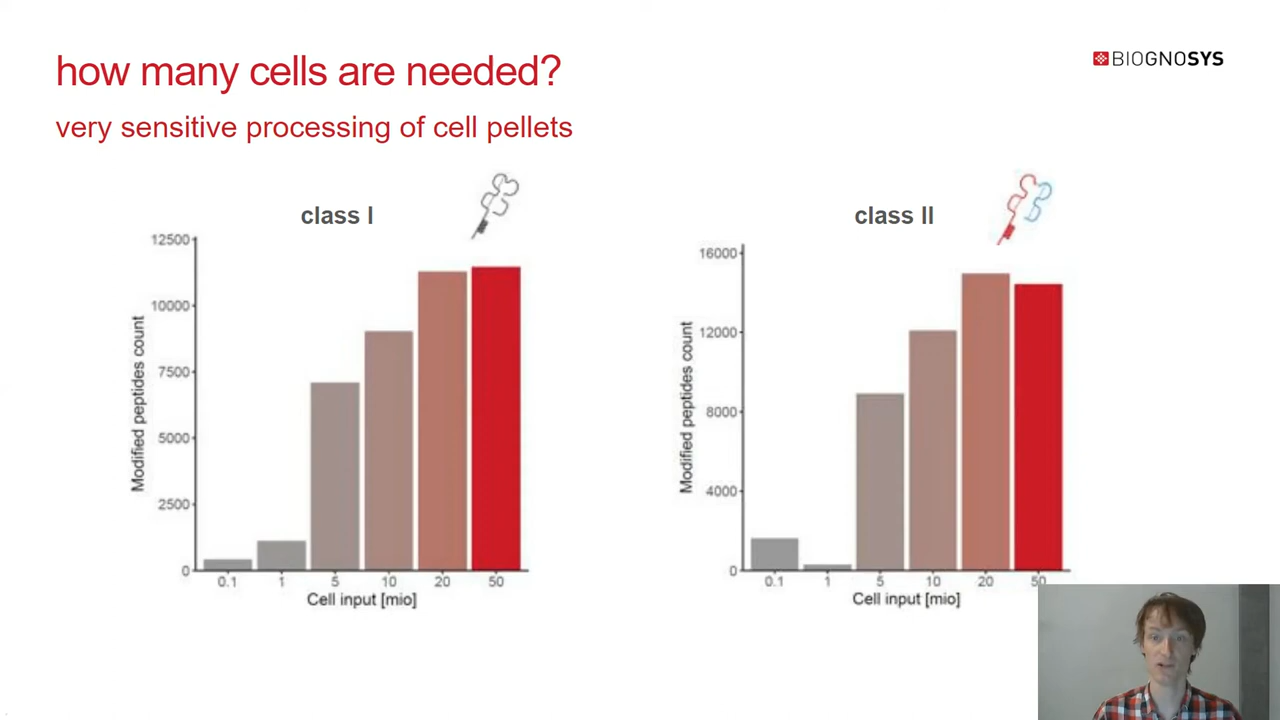 how many cells are needed?
BIOGNOSYS
very sensitive processing of cell pellets
class I
12500
10000
7500
5000
2500
0
Modified peptides count
0.1 1 5 10 20 50
Cell input [mio]
class II
16000
12000
8000
4000
0
Modified peptides count
0.1 1 5 10 20 50
Cell input [mio]